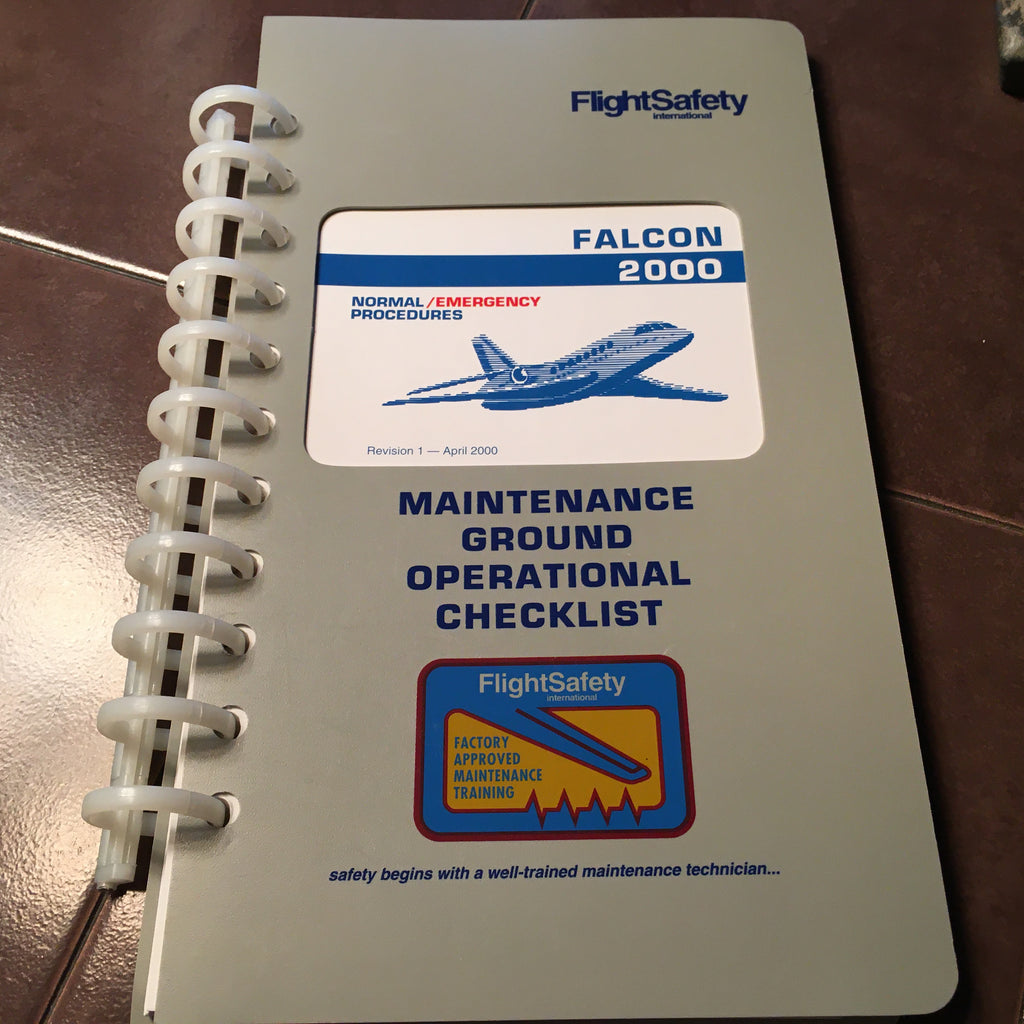 FlightSafety
international
FALCON
2000
NORMAL/EMERGENCY
PROCEDURES
Revision 1 — April 2000
MAINTENANCE
GROUND
OPERATIONAL
CHECKLIST
FlightSafety
international
FACTORY
APPROVED
MAINTENANCE
TRAINING
safety begins with a well-trained maintenance technician...